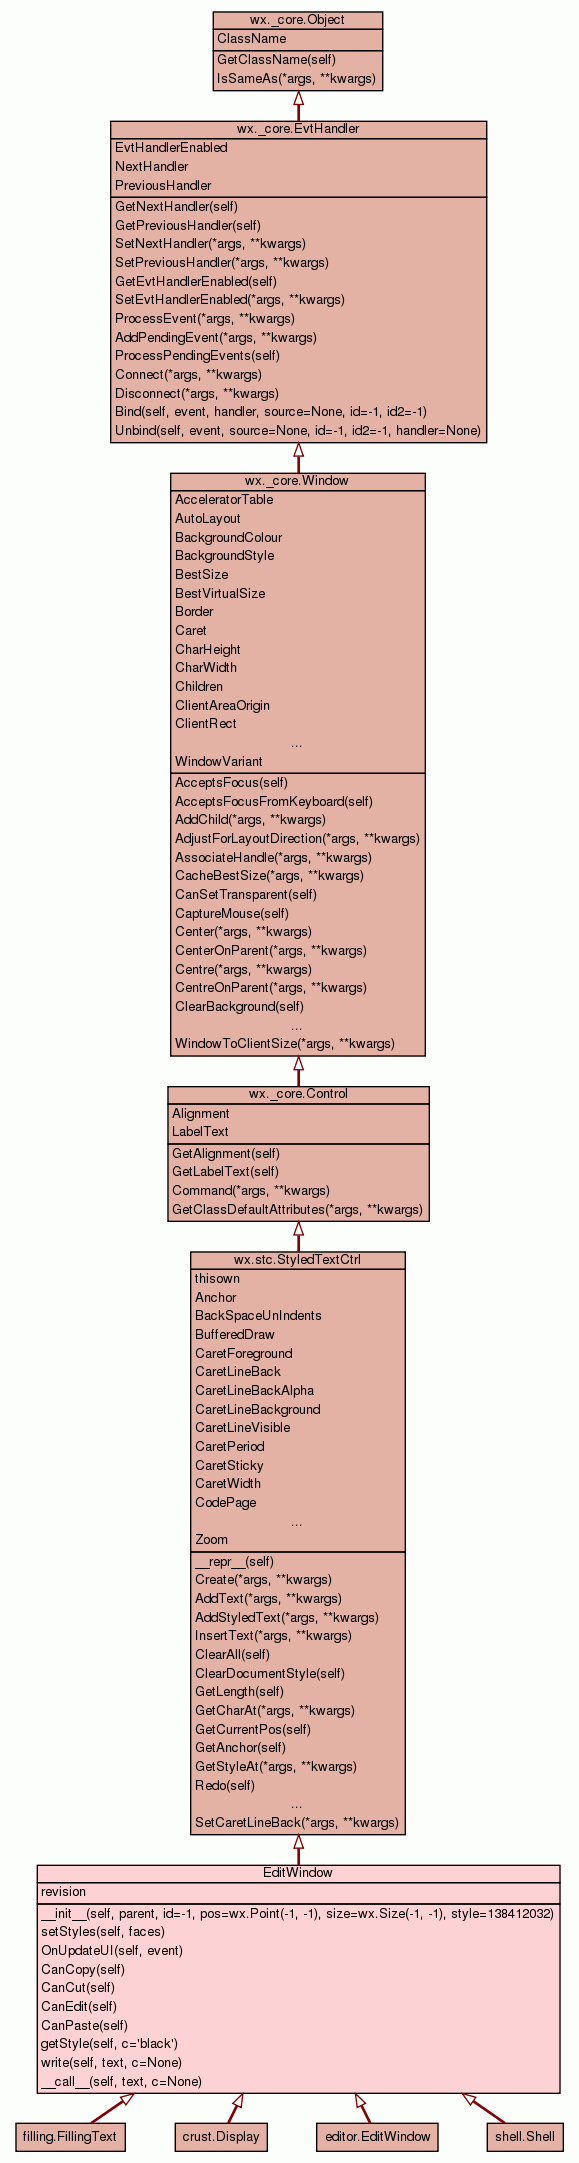 wx._core.Object
ClassName
GetClassName(self)
IsSameAs(*args, **kwargs)
wx._core.EvtHandler
EvtHandlerEnabled
NextHandler
PreviousHandler
GetNextHandler(self)
GetPreviousHandler(self)
SetNextHandler(*args, **kwargs)
SetPreviousHandler(*args, **kwargs)
GetEvtHandlerEnabled(self)
SetEvtHandlerEnabled(*args, **kwargs)
ProcessEvent(*args, **kwargs)
AddPendingEvent(*args, **kwargs)
ProcessPendingEvents(self)
Connect(*args, **kwargs)
Disconnect(*args, **kwargs)
Bind(self, event, handler, source=None, id=-1, id2=-1)
Unbind(self, event, source=None, id=-1, id2=-1, handler=None)
wx._core.Window
AcceleratorTable
AutoLayout
BackgroundColour
BackgroundStyle
BestSize
BestVirtualSize
Border
Caret
CharHeight
CharWidth
Children
ClientAreaOrigin
ClientRect
...
WindowVariant
AcceptsFocus(self)
AcceptsFocusFromKeyboard(self)
AddChild(*args, **kwargs)
AdjustForLayoutDirection(*args, **kwargs)
AssociateHandle(*args, **kwargs)
CacheBestSize(*args, **kwargs)
CanSetTransparent(self)
CaptureMouse(self)
Center(*args, **kwargs)
CenterOnParent(*args, **kwargs)
Centre(*args, **kwargs)
CentreOnParent(*args, **kwargs)
ClearBackground(self)
...
WindowToClientSize(*args, **kwargs)
wx._core.Control
Alignment
LabelText
GetAlignment(self)
GetLabelText(self)
Command(*args, **kwargs)
GetClassDefaultAttributes(*args, **kwargs)
wx.stc.StyledTextCtrl
thisown
Anchor
BackSpaceUnIndents
BufferedDraw
CaretForeground
CaretLineBack
CaretLineBackAlpha
CaretLineBackground
CaretLineVisible
CaretPeriod
CaretSticky
CaretWidth
CodePage
...
Zoom
__repr__(self)
Create(*args, **kwargs)
AddText(*args, **kwargs)
AddStyledText(*args, **kwargs)
InsertText(*args, **kwargs)
ClearAll(self)
ClearDocumentStyle(self)
GetLength(self)
GetCharAt(*args, **kwargs)
GetCurrentPos(self)
GetAnchor(self)
GetStyleAt(*args, **kwargs)
Redo(self)
...
SetCaretLineBack(*args, **kwargs)
EditWindow
revision
__init__(self, parent, id=-1, pos=wx.Point(-1, -1), size=wx.Size(-1, -1), style=138412032)
setStyles(self, faces)
OnUpdateUI(self, event)
CanCopy(self)
CanCut(self)
CanEdit(self)
CanPaste(self)
getStyle(self, c='black')
write(self, text, c=None)
__call__(self, text, c=None)
filling.FillingText
crust.Display
editor.EditWindow
shell.Shell